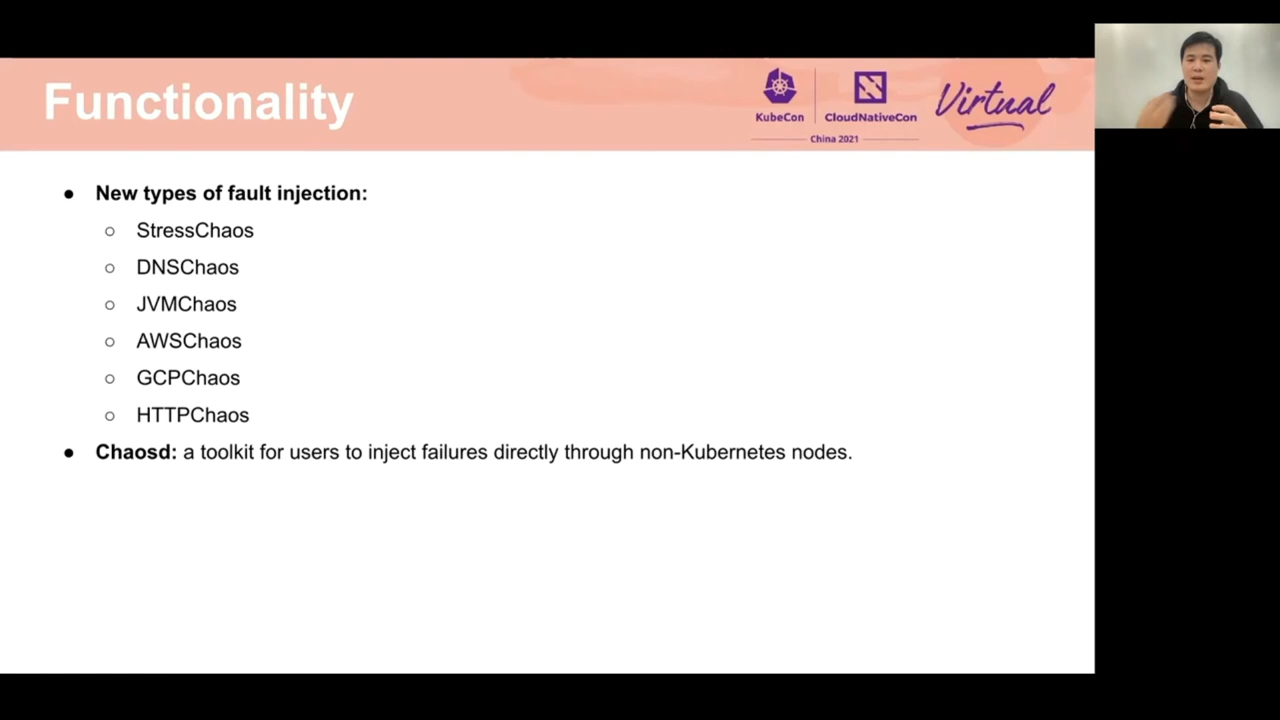 Functionality
KubeCon
CloudNativeCon
China 2021
Virtual
● New types of fault injection:
○ StressChaos
○ DNSChaos
○ JVMChaos
○ AWSChaos
○ GCPChaos
○ HTTPChaos
● Chaosd: a toolkit for users to inject failures directly through non-Kubernetes nodes.